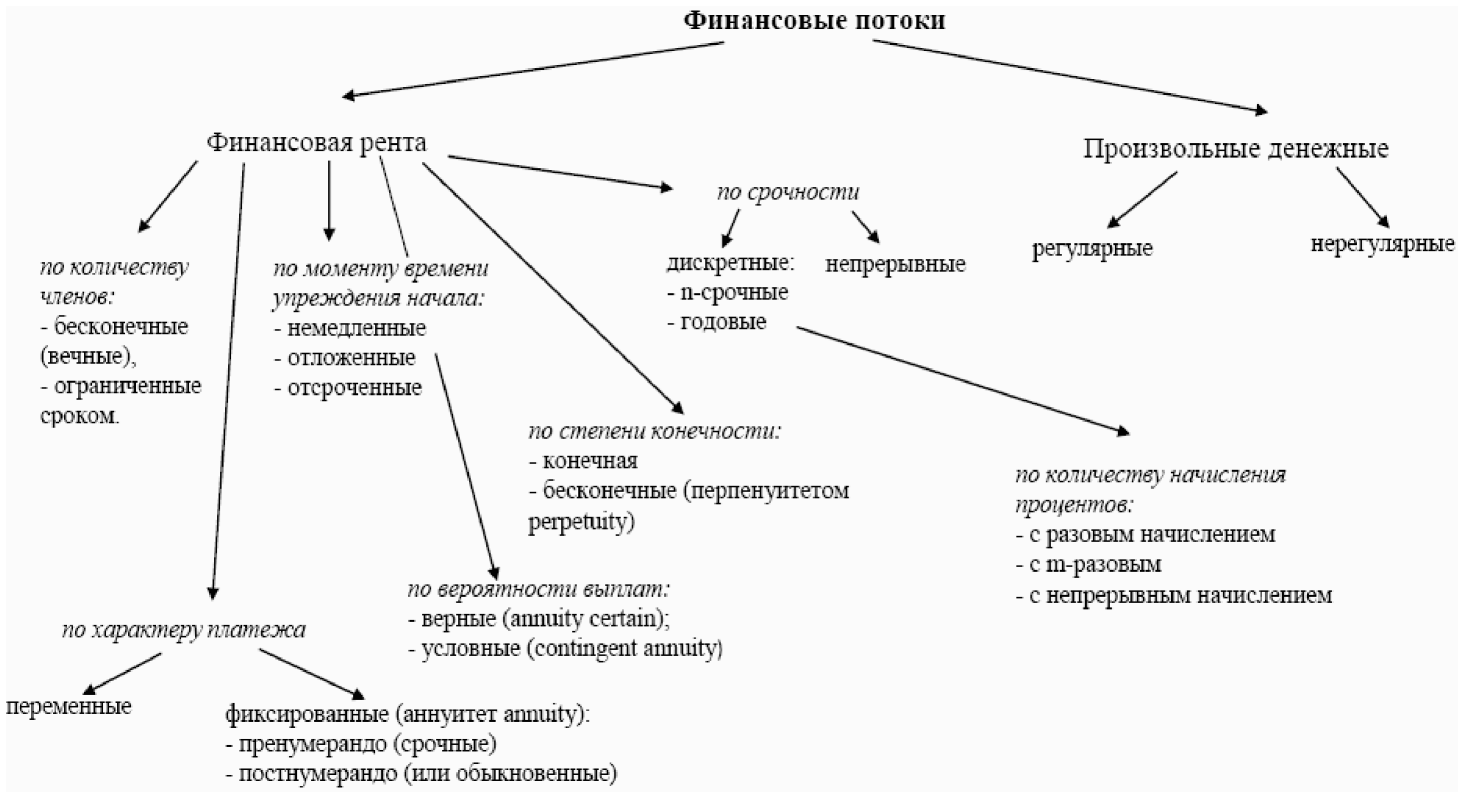 Финансовые потоки
Финансовая рента
Произвольные денежные
по срочности
регулярные
нерегулярные
по количеству
членов:
- бесконечные
(вечные),
- ограниченные
сроком.
по моменту времени
упреждения начала:
- немедленные
- отложенные
- отсроченные
дискретные:
- n-срочные
- годовые
непрерывные
по степени конечности:
- конечная
- бесконечные (перпенуитетом
perpetuity)
по количеству начисления
процентов:
- с разовым начислением
- с m-разовым
- с непрерывным начислением
по вероятности выплат:
- верные (annuity certain);
- условные (contingent annuity)
по характеру платежа
переменные
фиксированные (аннуитет annuity):
- пренумерандо (срочные)
- постнумерандо (или обыкновенные)